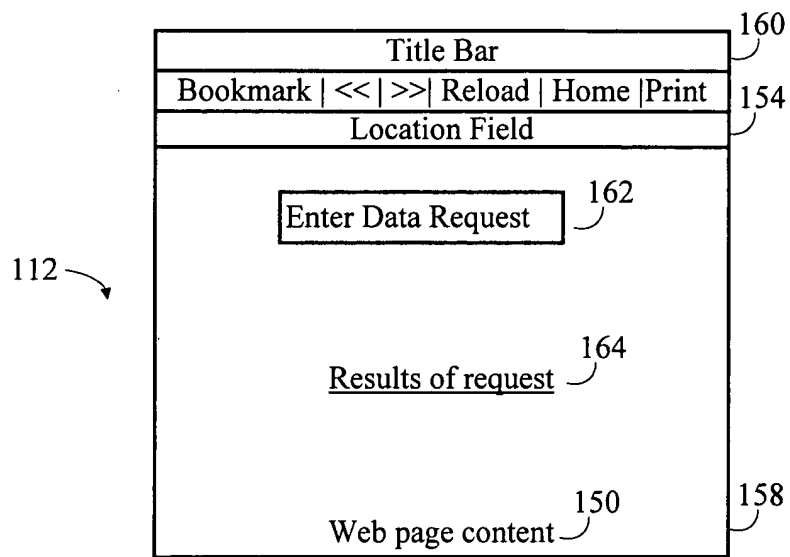 160
Title Bar
Bookmark | << | >>| Reload | Home |Print
154
Location Field
Enter Data Request
162
112
164
Results of request
150
158
Web page content